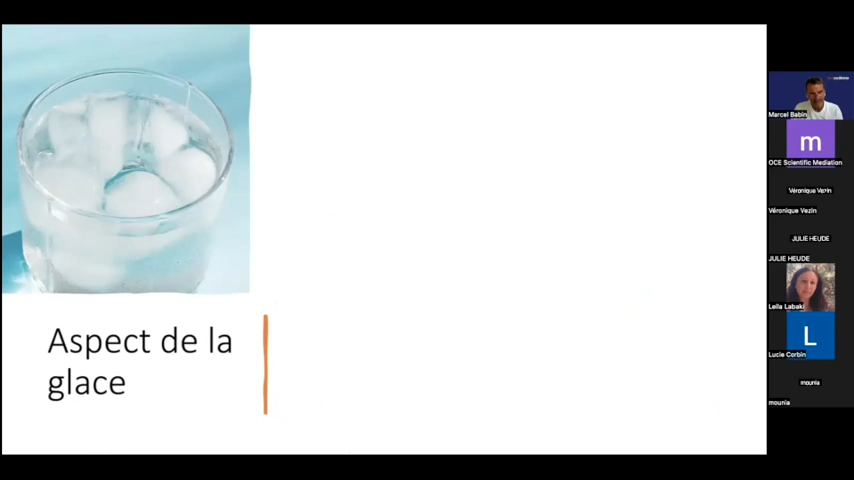 Aspect de la
glace
Marcel Babin
m
OCE Scientific Mediation
Véronique Vezin
Véronique Vezin
JULIE HEUDE
JULIE HEUDE
Leila Labaki
L
Lucie Corbin
mounia
mounia